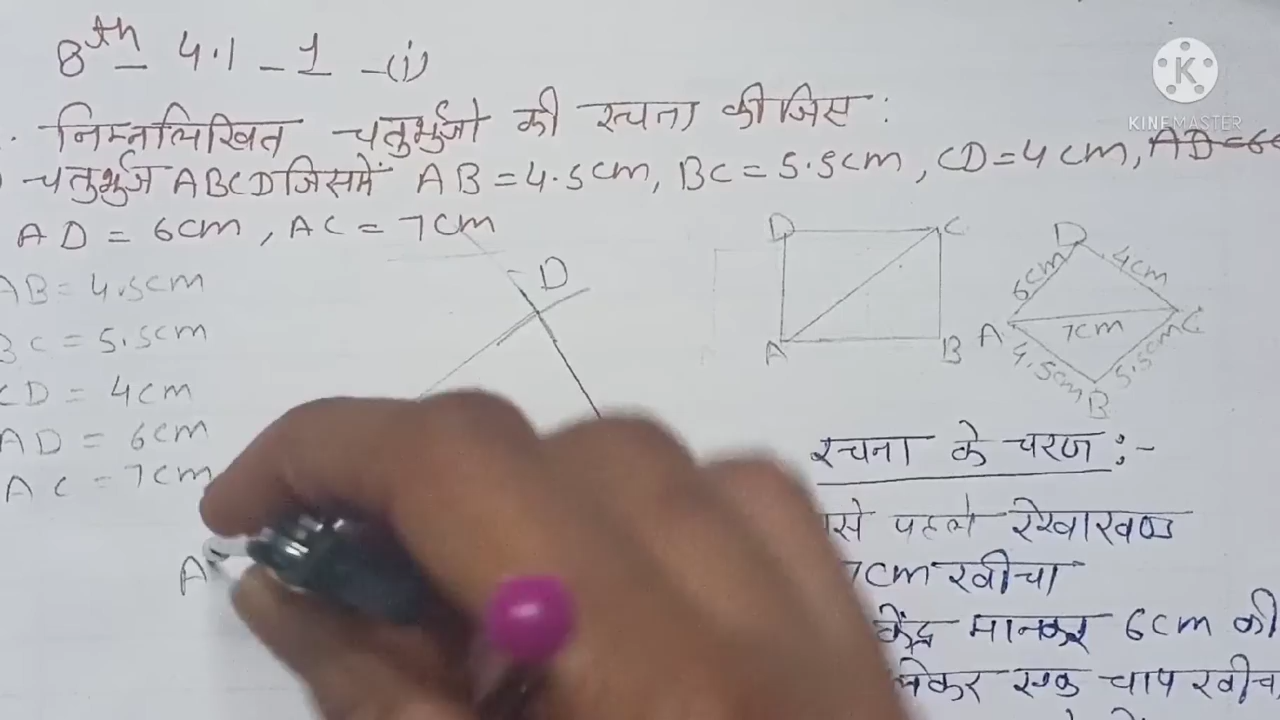 8th - 4.1 - 1 - (i)
K
KINEMASTER
निम्नलिखित चतुर्भुजो की रचना कीजिए :
चतुर्भुज ABCD जिसमें AB = 4.5cm, BC = 5.5cm, CD = 4cm,
AD = 6cm, AC = 7cm
AB = 4.5cm
BC = 5.5cm
CD = 4cm
AD = 6cm
AC = 7cm
D
A
D
C
A
B
D
6cm
4cm
A
7cm
C
4.5cm
5.5cm
B
रचना के चरण :-
पहले रेखाखण्ड
7cm खीचा
केंद्र मानकर 6cm की
लेकर एक चाप खीचा